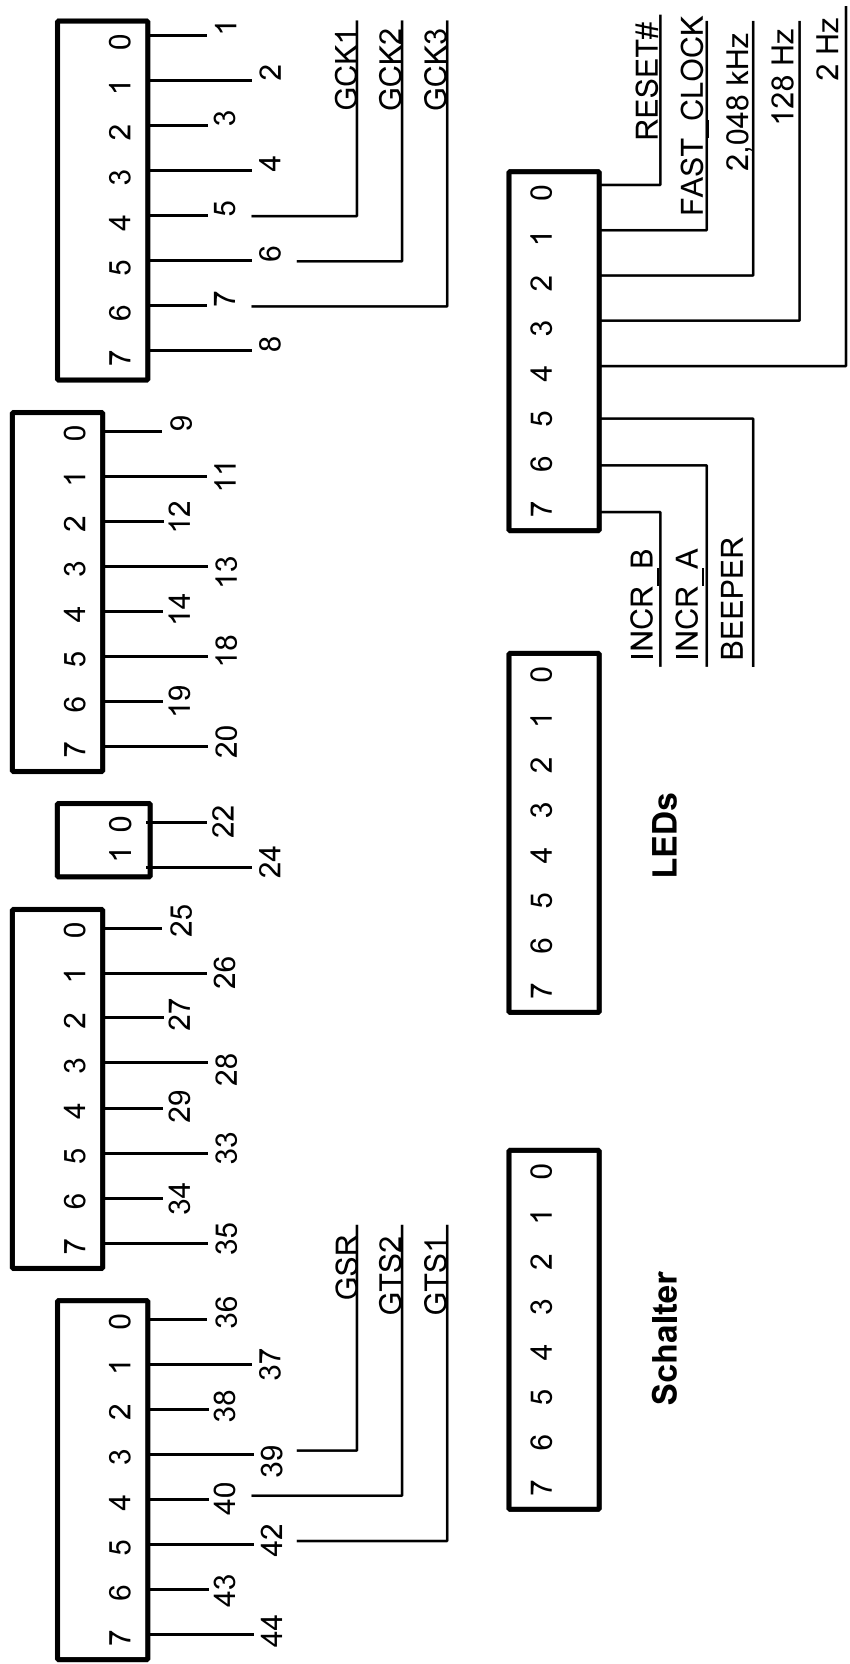 7 6 5 4 3 2 1 0
44 43 42 40 39 38 37 36
GSR
GTS2
GTS1
7 6 5 4 3 2 1 0
35 34 33 29 28 27 26 25
1 0
24 22
7 6 5 4 3 2 1 0
20 19 18 14 13 12 11 9
7 6 5 4 3 2 1 0
8 7 6 5 4 3 2 1
GCK1
GCK2
GCK3
7 6 5 4 3 2 1 0
Schalter
7 6 5 4 3 2 1 0
LEDs
7 6 5 4 3 2 1 0
INCR_B
INCR_A
BEEPER
RESET#
FAST_CLOCK
2,048 kHz
128 Hz
2 Hz